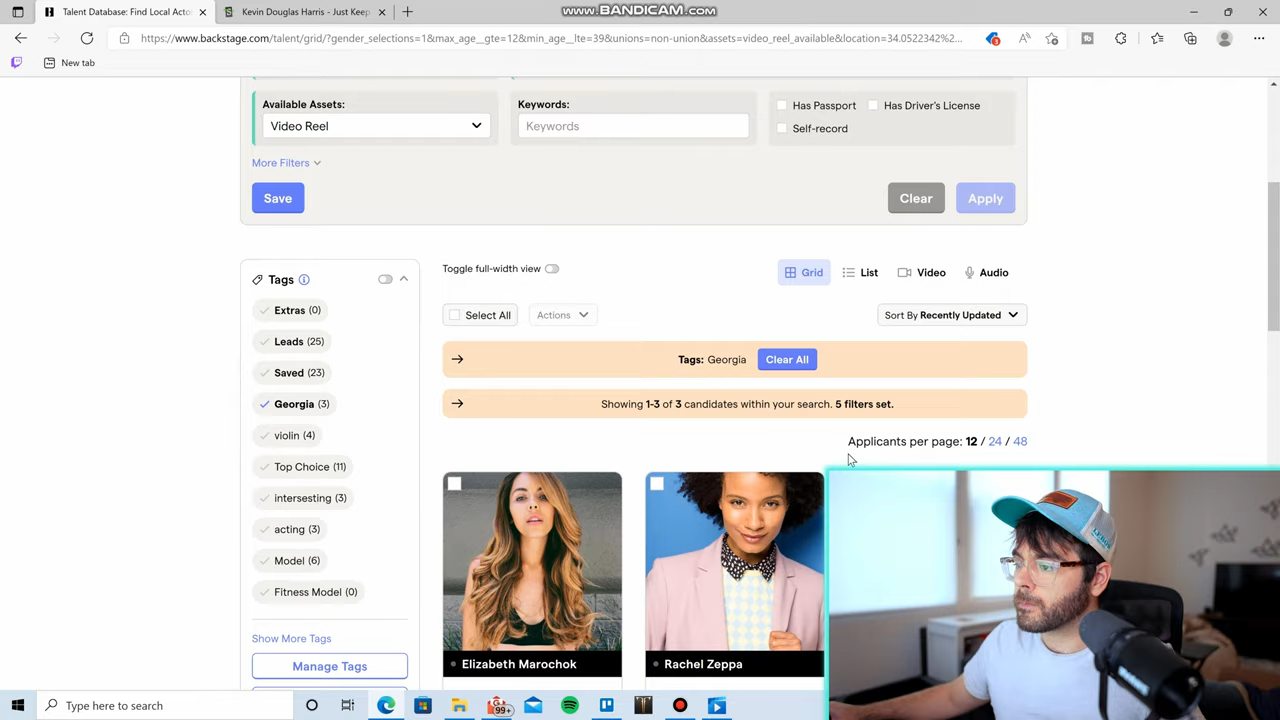 Talent Database: Find Local Acto
Kevin Douglas Harris - Just Keep
www.BANDICAM.com
https://www.backstage.com/talent/grid/?gender_selections=1&max_age__gte=12&min_age__lte=39&unions=non-union&assets=video_reel_available&location=34.0522342%2...
New tab
Available Assets:
Keywords:
Has Passport
Has Driver's License
Video Reel
Keywords
Self-record
More Filters
Save
Clear
Apply
Tags
Toggle full-width view
Grid
List
Video
Audio
Extras (0)
Select All
Actions
Sort By Recently Updated
Leads (25)
Tags: Georgia
Clear All
Saved (23)
Georgia (3)
Showing 1-3 of 3 candidates within your search. 5 filters set.
violin (4)
Applicants per page: 12 / 24 / 48
Top Choice (11)
intersesting (3)
acting (3)
Model (6)
Fitness Model (0)
Show More Tags
Manage Tags
Elizabeth Marochok
Rachel Zeppa
Type here to search
99+